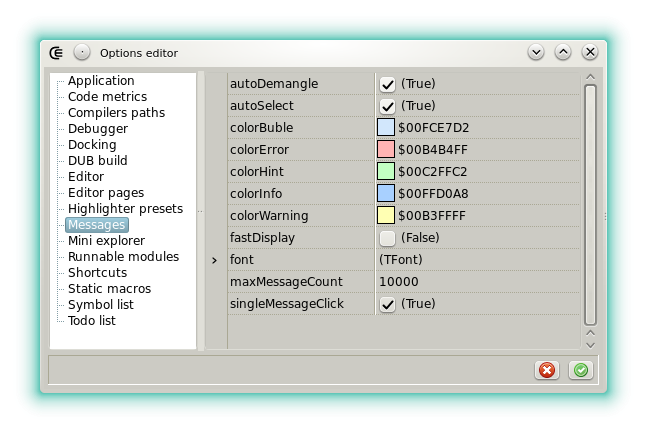 Options editor
Application
Code metrics
Compilers paths
Debugger
Docking
DUB build
Editor
Editor pages
Highlighter presets
Messages
Mini explorer
Runnable modules
Shortcuts
Static macros
Symbol list
Todo list
autoDemangle (True)
autoSelect (True)
colorBuble $00FCE7D2
colorError $00B4B4FF
colorHint $00C2FFC2
colorInfo $00FFD0A8
colorWarning $00B3FFFF
fastDisplay (False)
font (TFont)
maxMessageCount 10000
singleMessageClick (True)